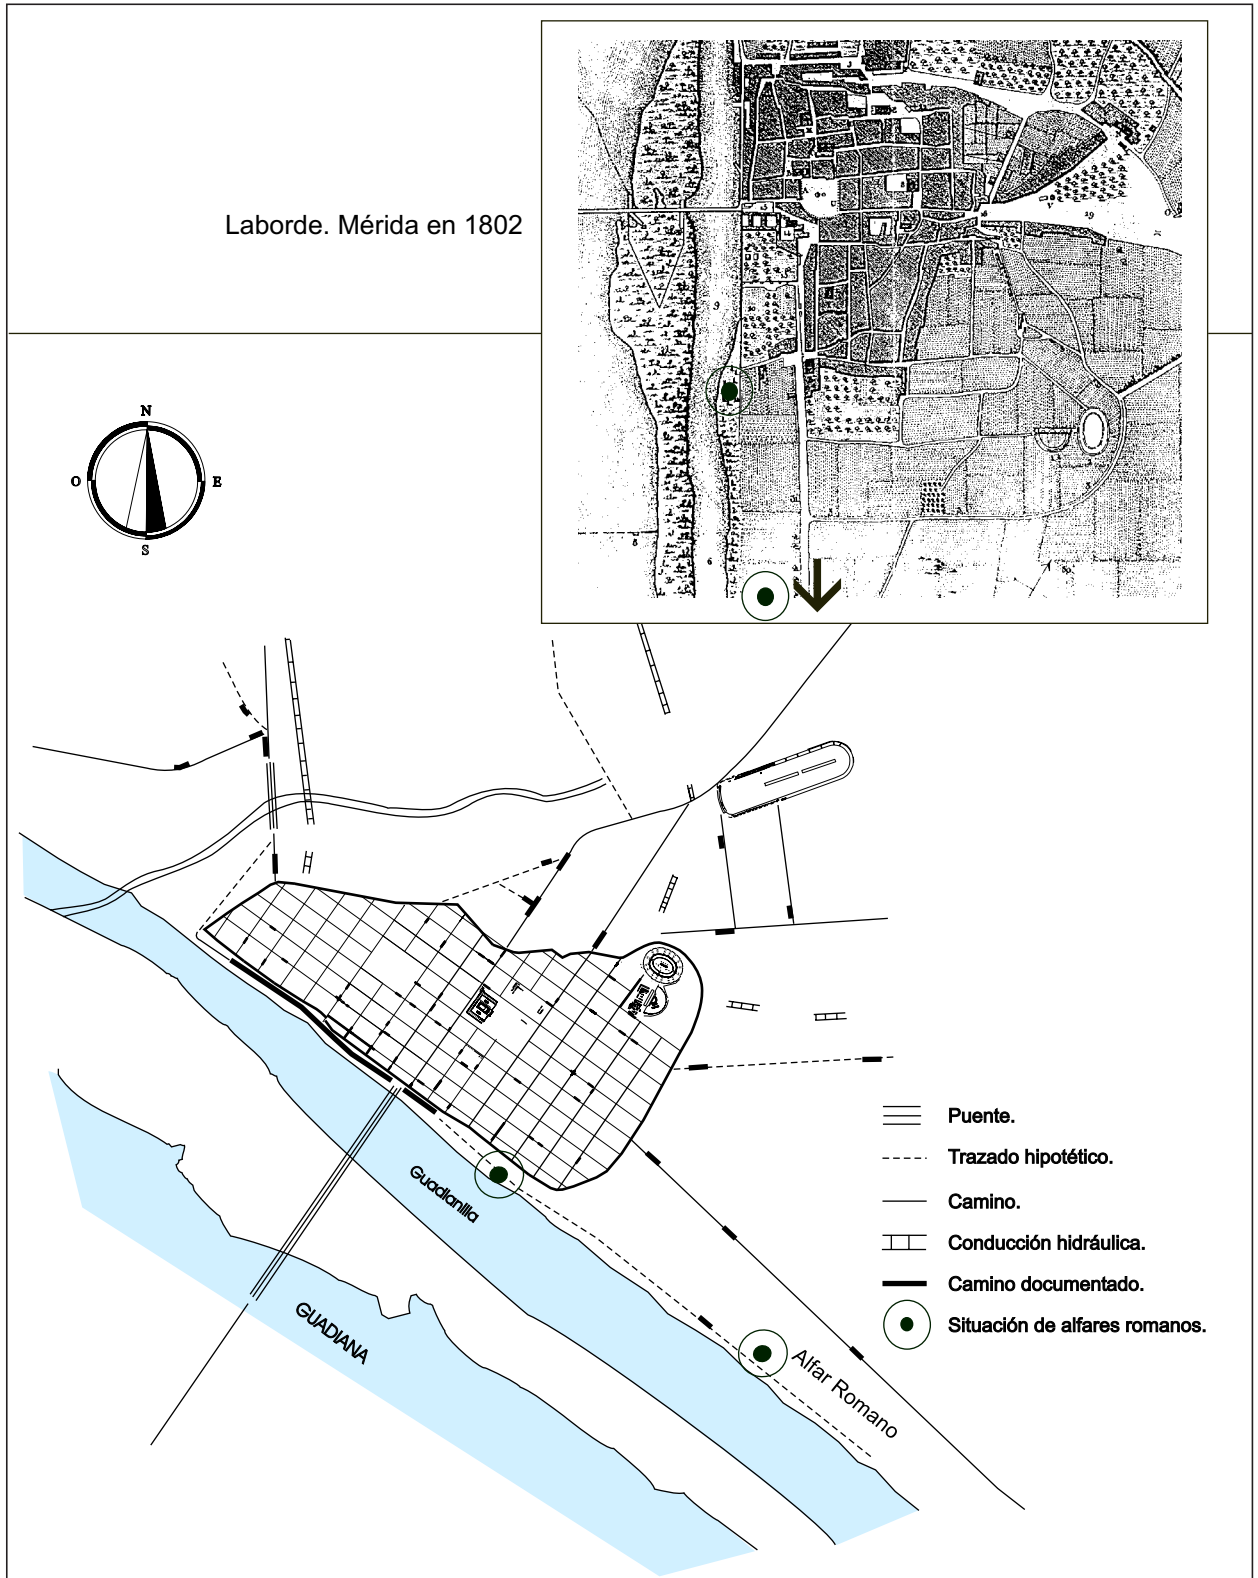 Laborde. Mérida en 1802
N
O
E
S
Guadianilla
GUADIANA
Alfar Romano
Puente.
Trazado hipotético.
Camino.
Conducción hidráulica.
Camino documentado.
Situación de alfares romanos.